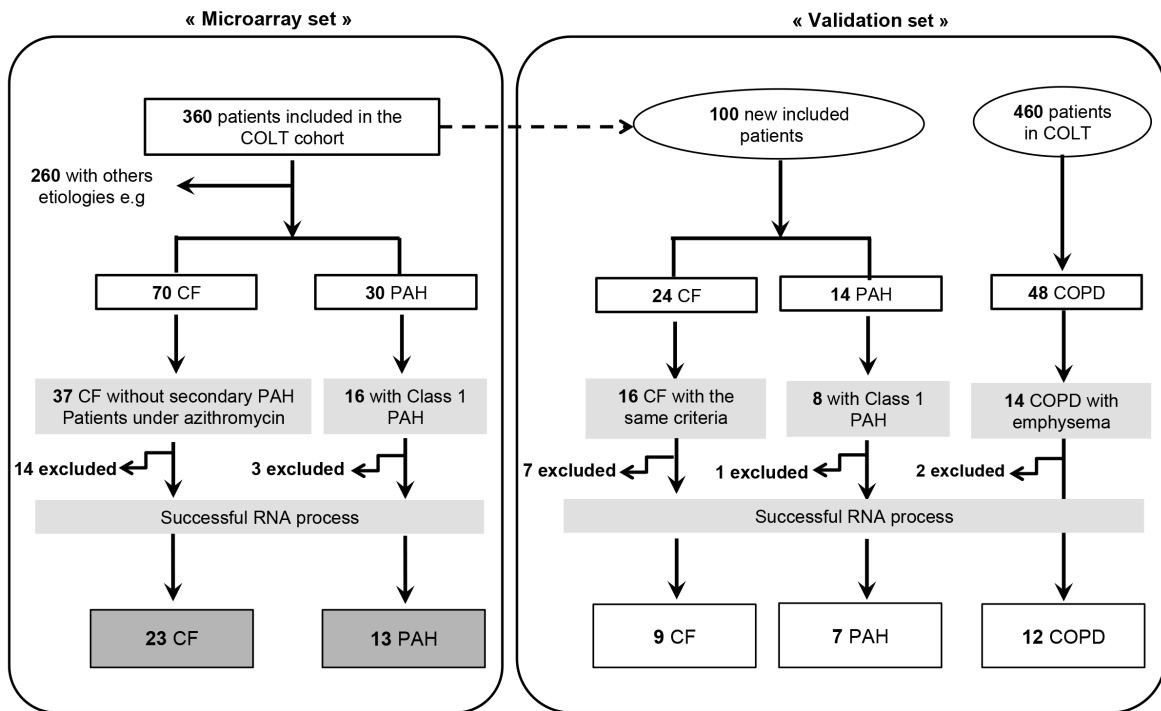 « Microarray set »
360 patients included in the
COLT cohort
260 with others
etiologies e.g
70 CF
30 PAH
37 CF without secondary PAH
Patients under azithromycin
16 with Class 1
PAH
14 excluded
3 excluded
Successful RNA process
23 CF
13 PAH
« Validation set »
100 new included
patients
460 patients
in COLT
24 CF
14 PAH
48 COPD
16 CF with the
same criteria
8 with Class 1
PAH
14 COPD with
emphysema
7 excluded
1 excluded
2 excluded
Successful RNA process
9 CF
7 PAH
12 COPD